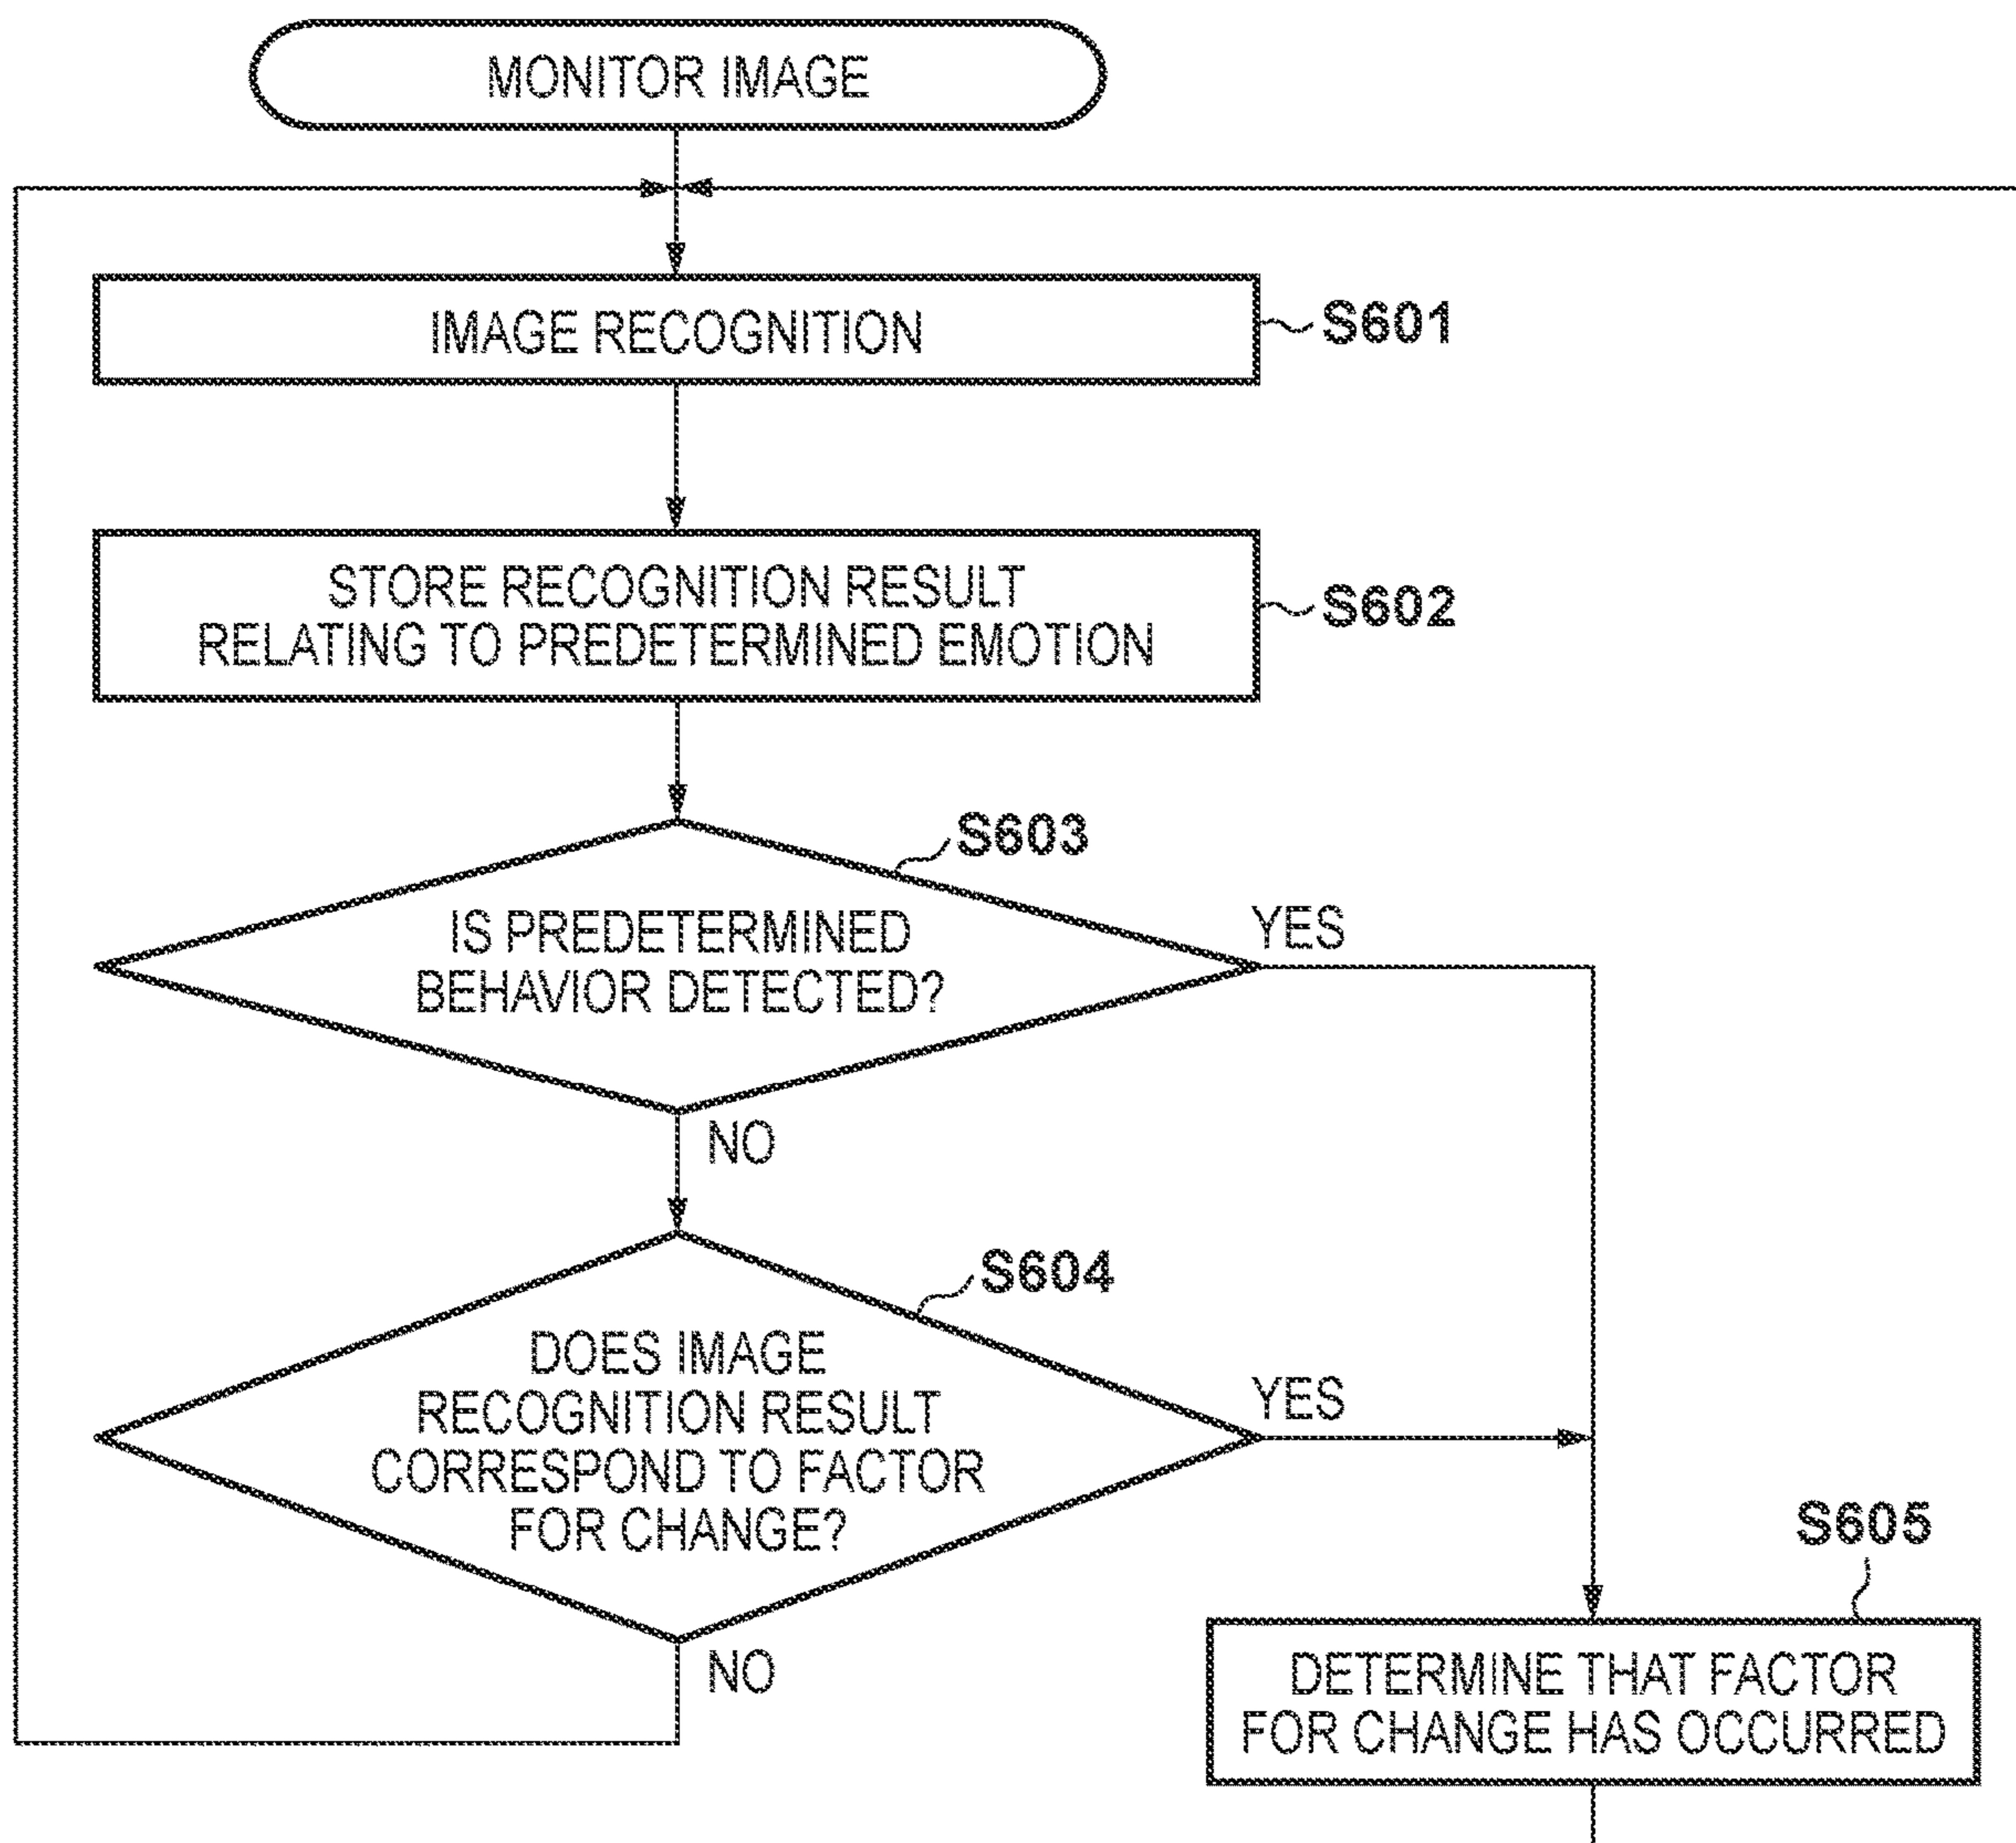 MONITOR IMAGE
IMAGE RECOGNITION
S601
STORE RECOGNITION RESULT
RELATING TO PREDETERMINED EMOTION
S602
S603
IS PREDETERMINED
BEHAVIOR DETECTED?
YES
NO
S604
DOES IMAGE
RECOGNITION RESULT
CORRESPOND TO FACTOR
FOR CHANGE?
YES
NO
S605
DETERMINE THAT FACTOR
FOR CHANGE HAS OCCURRED